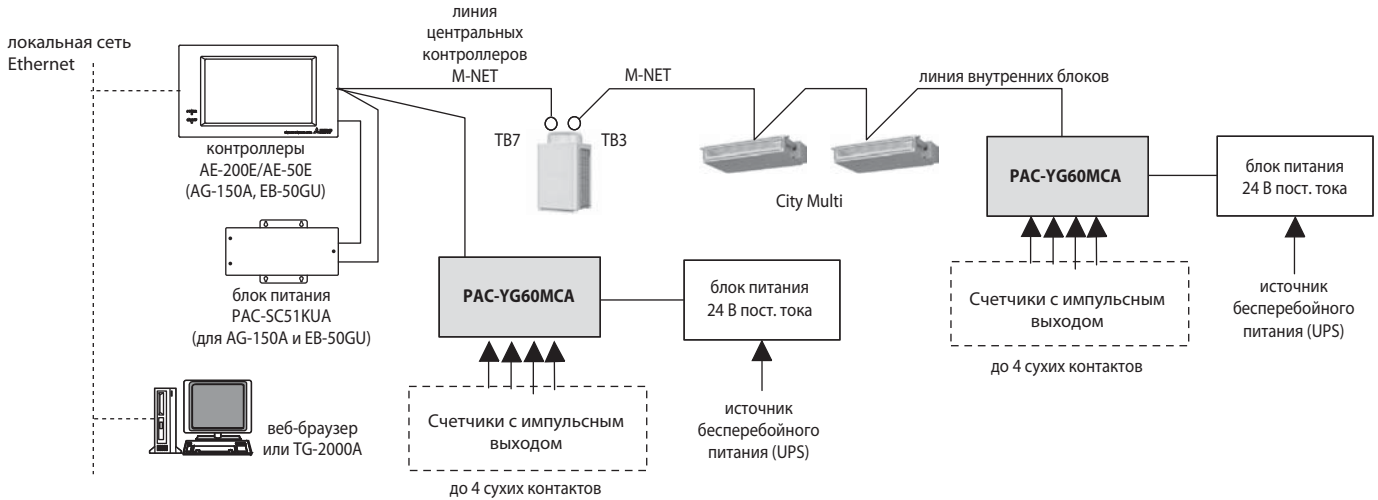 локальная сеть
Ethernet
линия
центральных
контроллеров
M-NET
M-NET
линия внутренних блоков
TB7
TB3
City Multi
контроллеры
AE-200E/AE-50E
(AG-150A, EB-50GU)
блок питания
PAC-SC51KUA
(для AG-150A и EB-50GU)
веб-браузер
или TG-2000A
PAC-YG60MCA
блок питания
24 В пост. тока
Счетчики с импульсным
выходом
до 4 сухих контактов
источник
бесперебойного
питания (UPS)
PAC-YG60MCA
блок питания
24 В пост. тока
Счетчики с импульсным
выходом
до 4 сухих контактов
источник
бесперебойного
питания (UPS)